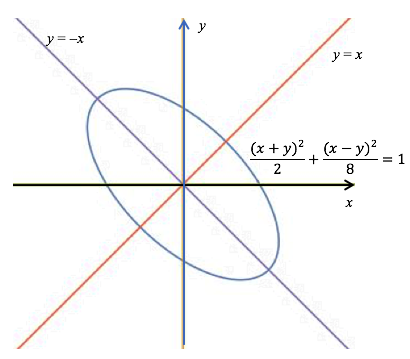 y
y = –x
y = x
(x + y)²/2 + (x – y)²/8 = 1
x